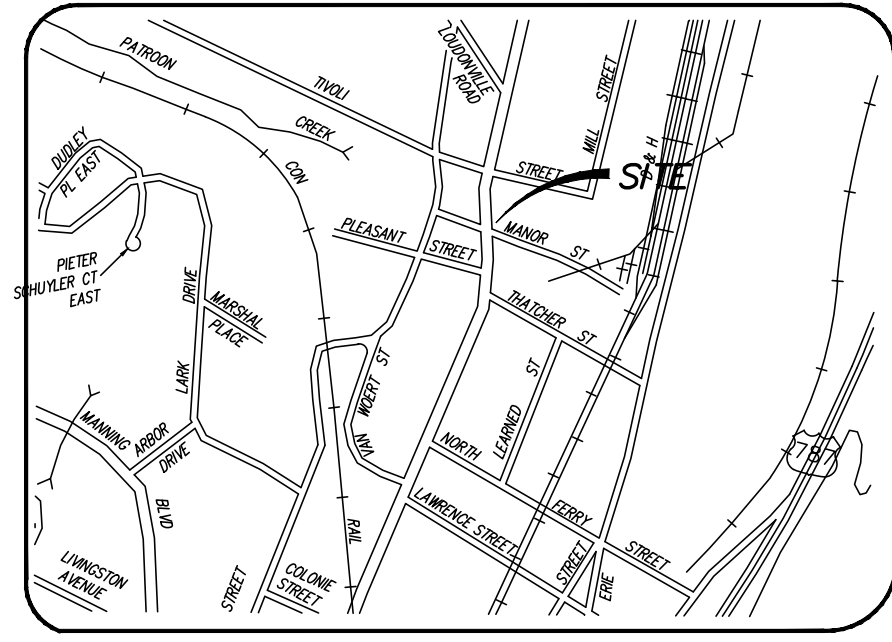 PATROON
TIVOLI
LOUDONVILLE
ROAD
MILL STREET
CREEK
D & H
DUDLEY
PL EAST
CON
STREET
SITE
PLEASANT STREET
MANOR ST
PIETER
SCHUYLER CT
EAST
DRIVE
MARSHAL
PLACE
THATCHER ST
LARK
WOERT ST
VAN
LEARNED ST
MANNING
ARBOR
DRIVE
NORTH
787
BLVD
LAWRENCE STREET
FERRY
STREET
RAIL
LIVINGSTON
AVENUE
STREET
COLONIE
STREET
STREET
ERIE